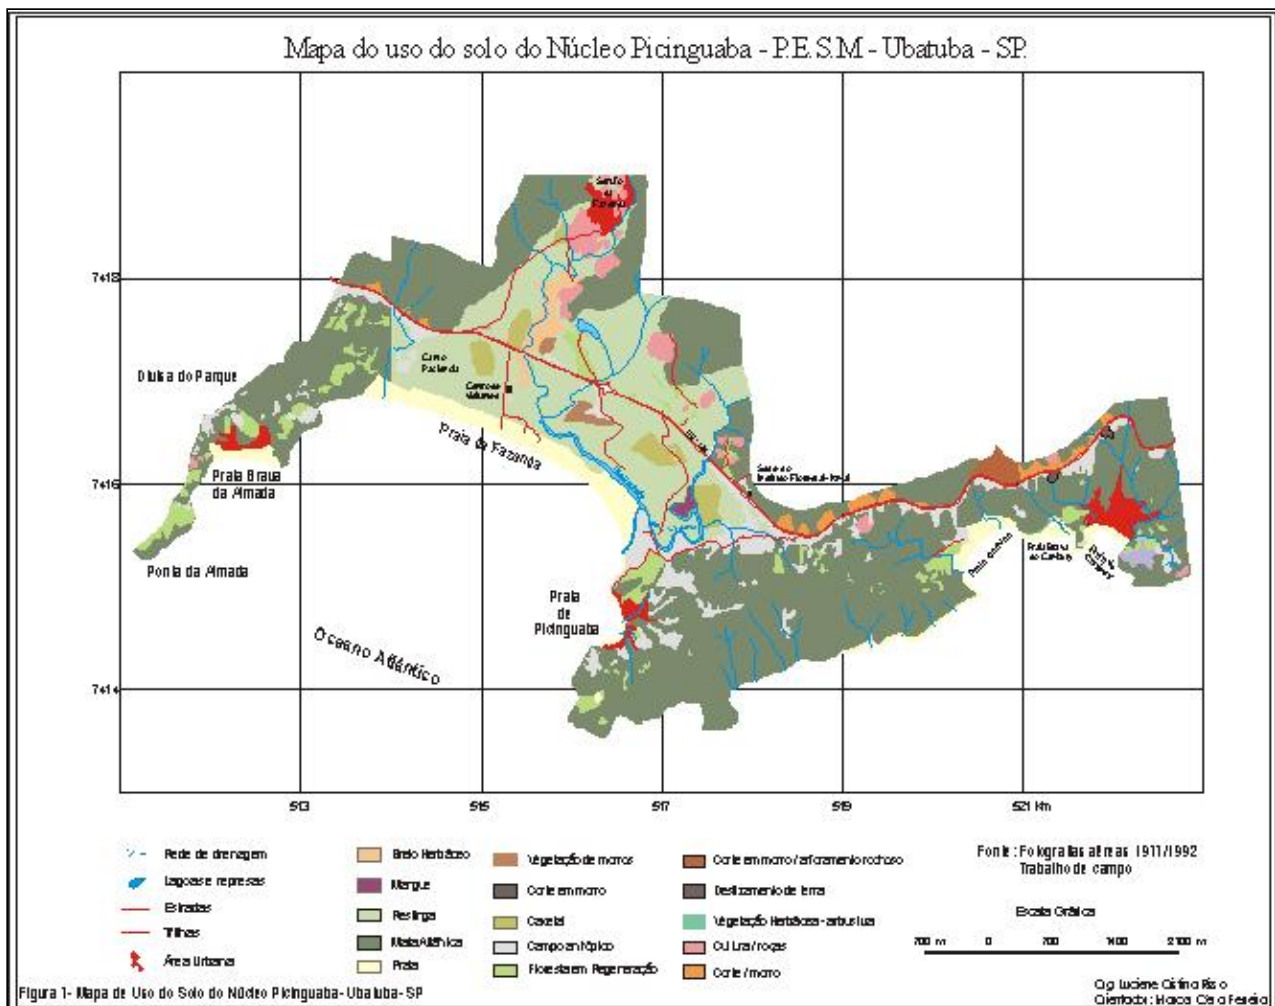 Mapa do uso do solo do Núcleo Picinguaba - P.E.S.M - Ubatuba - SP.
7418
7416
7414
513
515
517
519
521 Km
Divisa do Parque
Praia Brava
da Almada
Ponta da Almada
Praia da Fazenda
Praia
de
Picinguaba
Oceano Atlântico
Rede de drenagem
Lagoas e represas
Estradas
Trilhas
Área Urbana
Brejo Herbáceo
Mangue
Restinga
Mata Atlântica
Praia
Vegetação de morros
Corte em morro
Caxetal
Campo antrópico
Floresta em Regeneração
Corte em morro / afloramento rochoso
Deslizamento de terra
Vegetação Herbácea - arbustiva
Cultura / roças
Corte / morro
Fonte : Fotografias aéreas 1977/1992
Trabalho de campo
Escala Gráfica
700 m 0 700 1400 2100 m
Figura 1- Mapa de Uso do Solo do Núcleo Picinguaba- Ubatuba- SP
Org: Luciene Cristina Risso
Orientador : Marcos César Ferreira